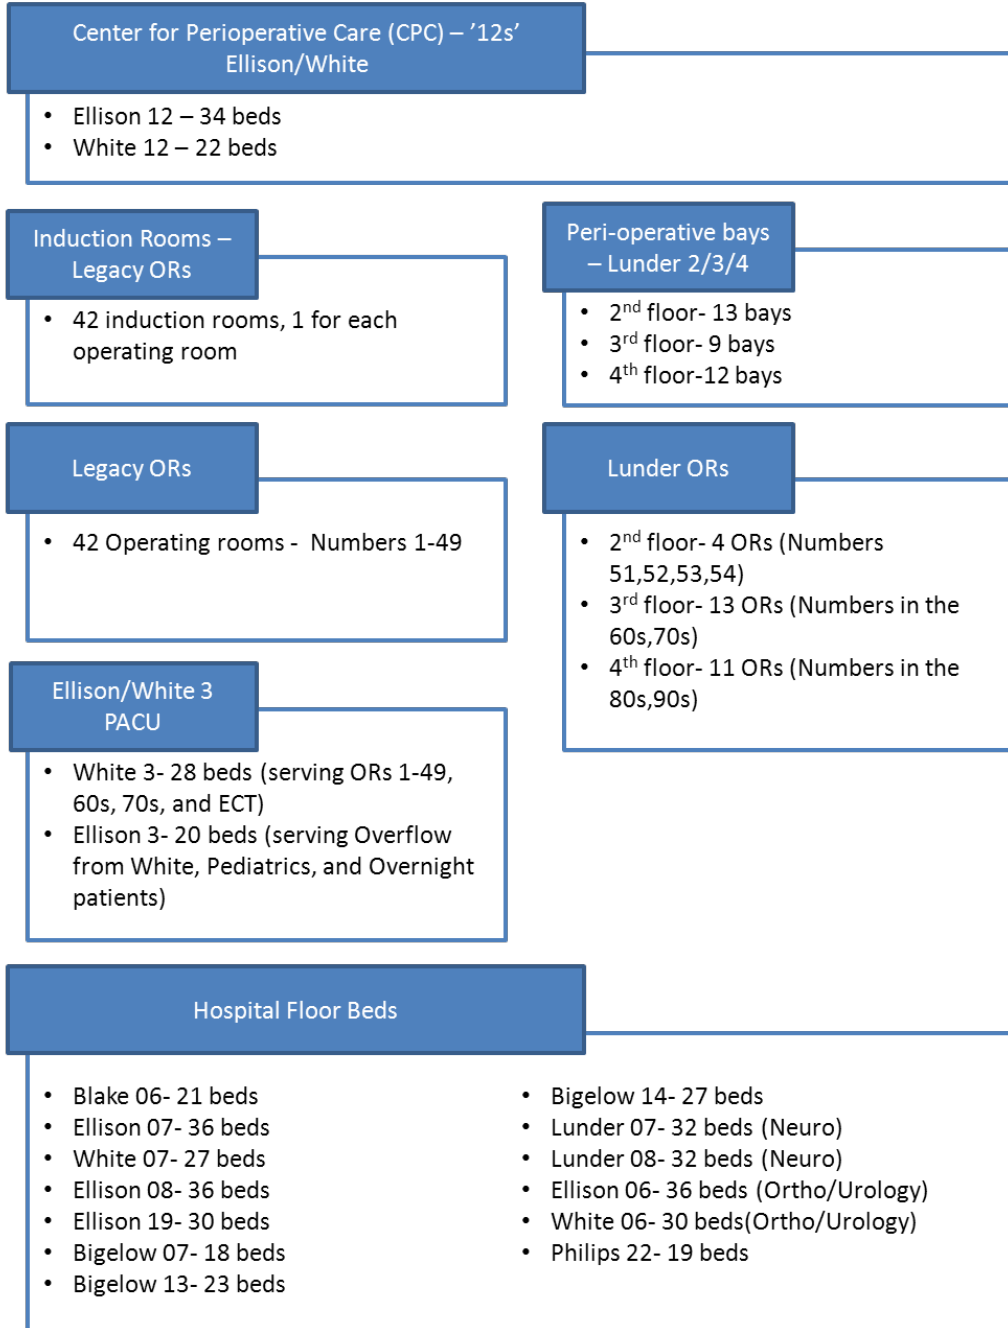 Center for Perioperative Care (CPC) – ’12s’
Ellison/White
• Ellison 12 – 34 beds
• White 12 – 22 beds
Induction Rooms –
Legacy ORs
• 42 induction rooms, 1 for each
operating room
Peri-operative bays
– Lunder 2/3/4
• 2nd floor- 13 bays
• 3rd floor- 9 bays
• 4th floor-12 bays
Legacy ORs
• 42 Operating rooms -  Numbers 1-49
Lunder ORs
• 2nd floor- 4 ORs (Numbers
51,52,53,54)
• 3rd floor- 13 ORs (Numbers in the
60s,70s)
• 4th floor- 11 ORs (Numbers in the
80s,90s)
Ellison/White 3
PACU
• White 3- 28 beds (serving ORs 1-49,
60s, 70s, and ECT)
• Ellison 3- 20 beds (serving Overflow
from White, Pediatrics, and Overnight
patients)
Hospital Floor Beds
• Blake 06- 21 beds
• Ellison 07- 36 beds
• White 07- 27 beds
• Ellison 08- 36 beds
• Ellison 19- 30 beds
• Bigelow 07- 18 beds
• Bigelow 13- 23 beds
• Bigelow 14- 27 beds
• Lunder 07- 32 beds (Neuro)
• Lunder 08- 32 beds (Neuro)
• Ellison 06- 36 beds (Ortho/Urology)
• White 06- 30 beds(Ortho/Urology)
• Philips 22- 19 beds